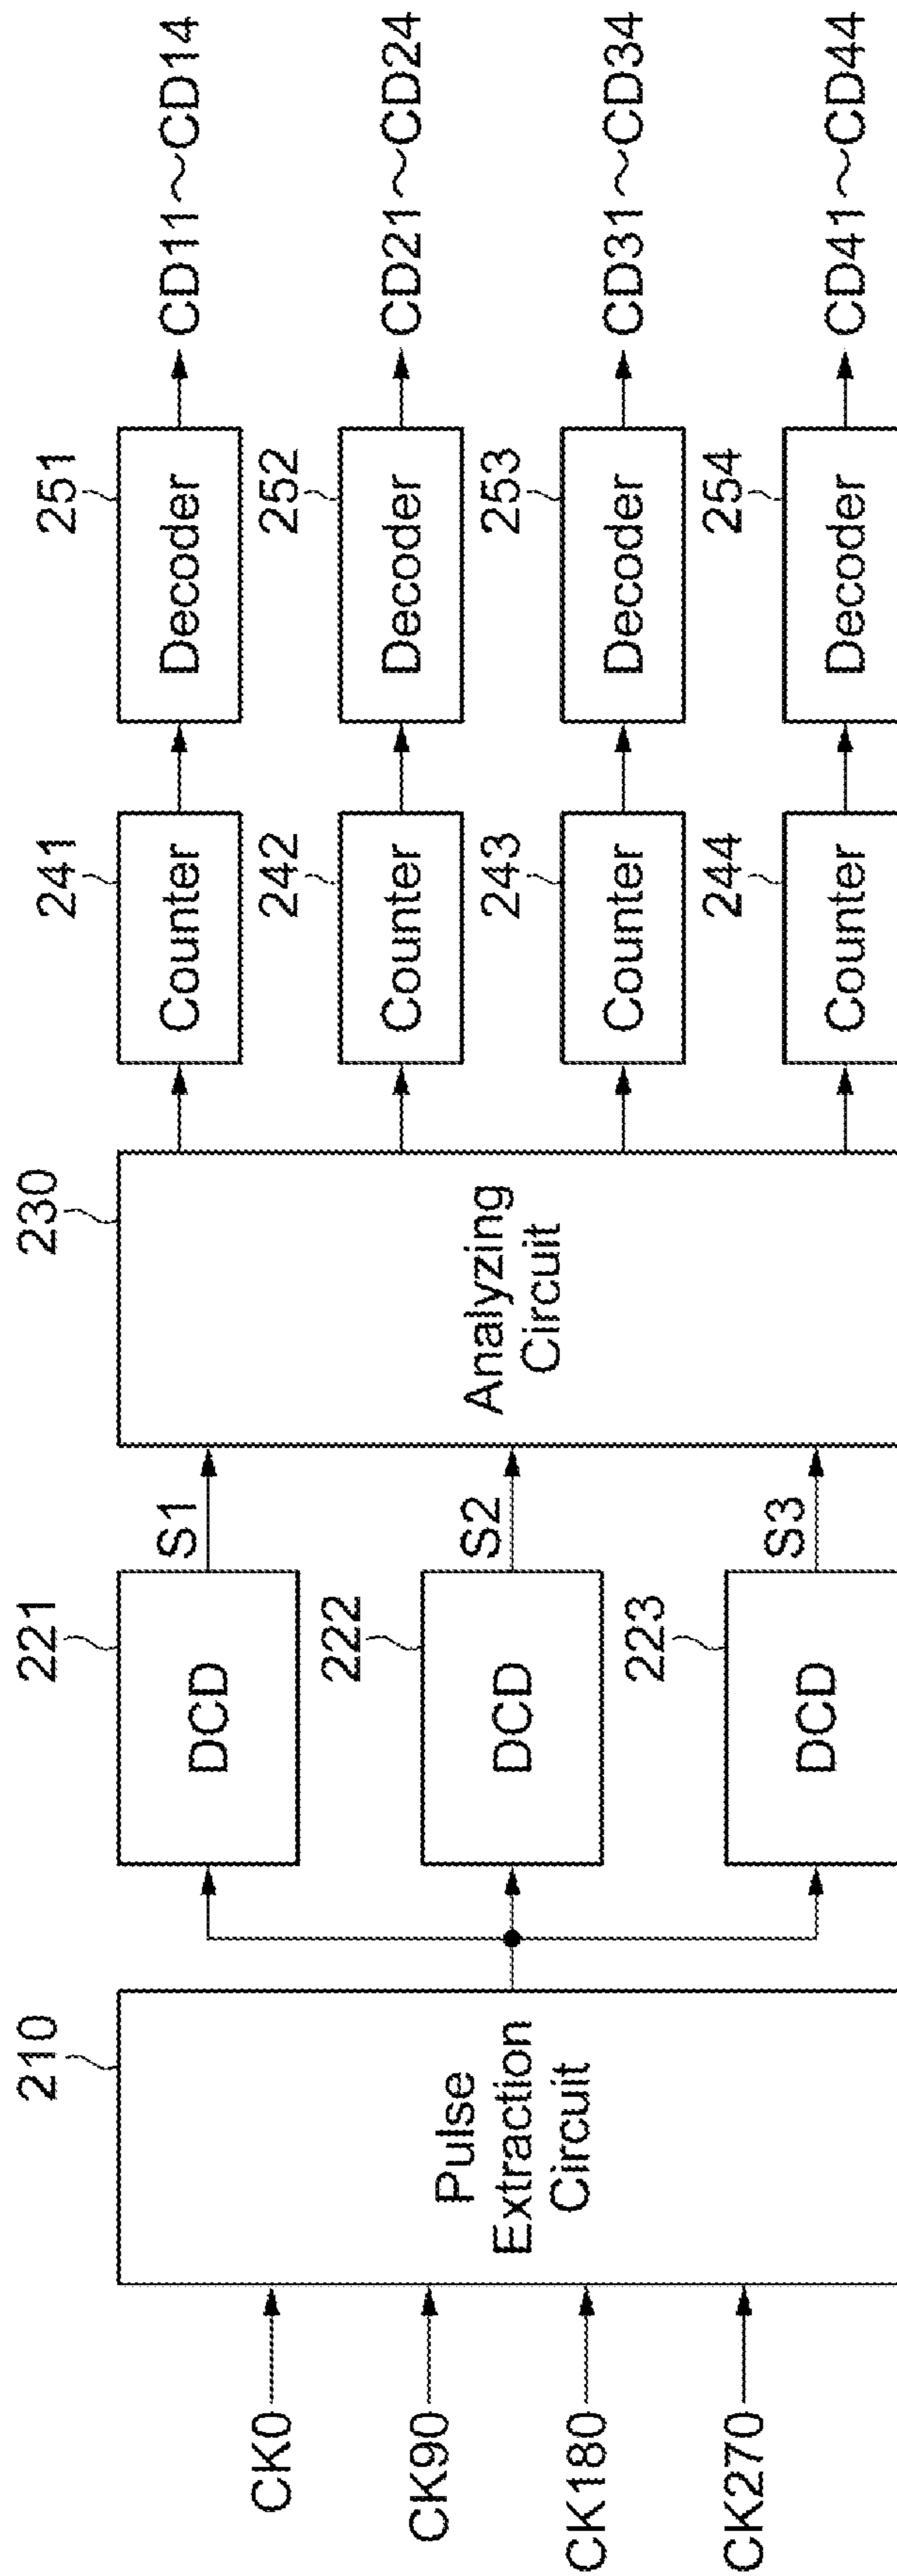 CK0
CK90
CK180
CK270
210
Pulse
Extraction
Circuit
221
DCD
S1
222
DCD
S2
223
DCD
S3
230
Analyzing
Circuit
241
Counter
251
Decoder
CD11~CD14
242
Counter
252
Decoder
CD21~CD24
243
Counter
253
Decoder
CD31~CD34
244
Counter
254
Decoder
CD41~CD44